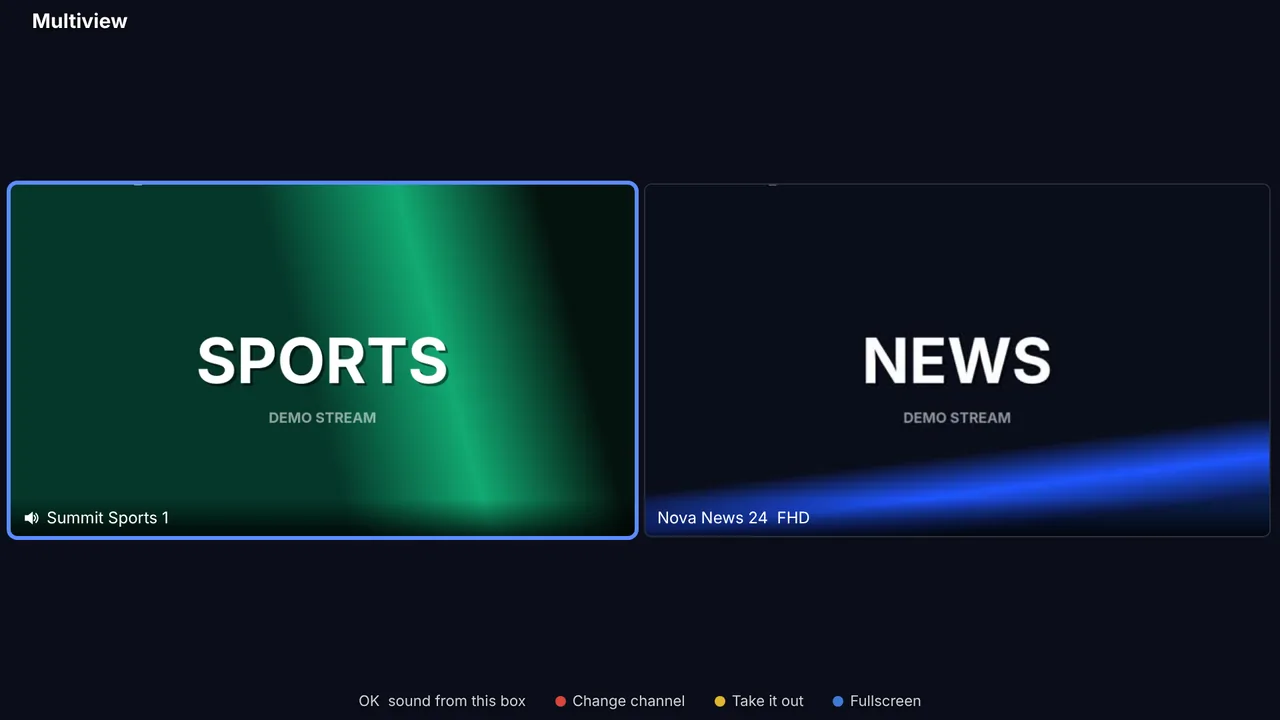 Multiview
SPORTS
DEMO STREAM
Summit Sports 1
NEWS
DEMO STREAM
Nova News 24 FHD
OK sound from this box
Change channel
Take it out
Fullscreen